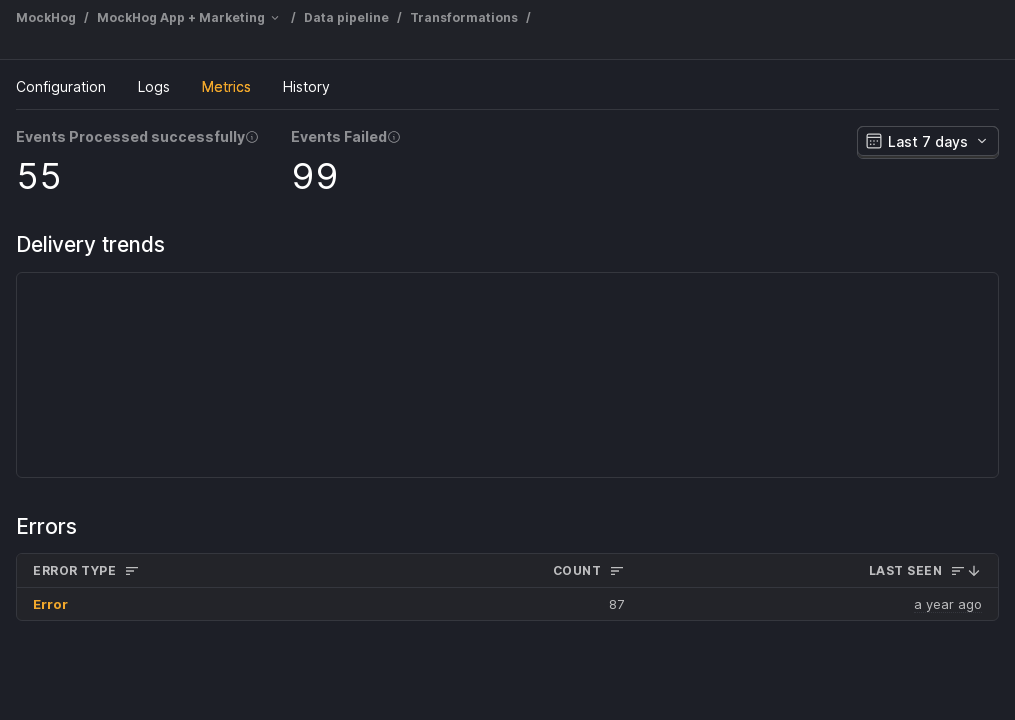 MockHog / MockHog App + Marketing / Data pipeline / Transformations /
Configuration Logs Metrics History
Events Processed successfully Events Failed
55 99
Last 7 days
Delivery trends
Errors
ERROR TYPE COUNT LAST SEEN
Error 87 a year ago